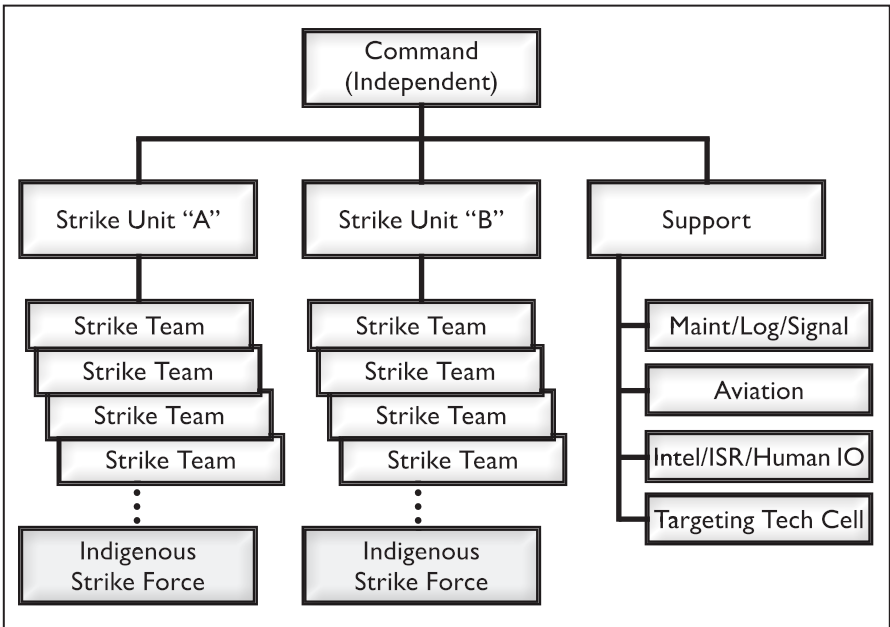 Command
(Independent)
Strike Unit “A”
Strike Unit “B”
Support
Strike Team
Strike Team
Strike Team
Strike Team
Indigenous
Strike Force
Strike Team
Strike Team
Strike Team
Strike Team
Indigenous
Strike Force
Maint/Log/Signal
Aviation
Intel/ISR/Human IO
Targeting Tech Cell